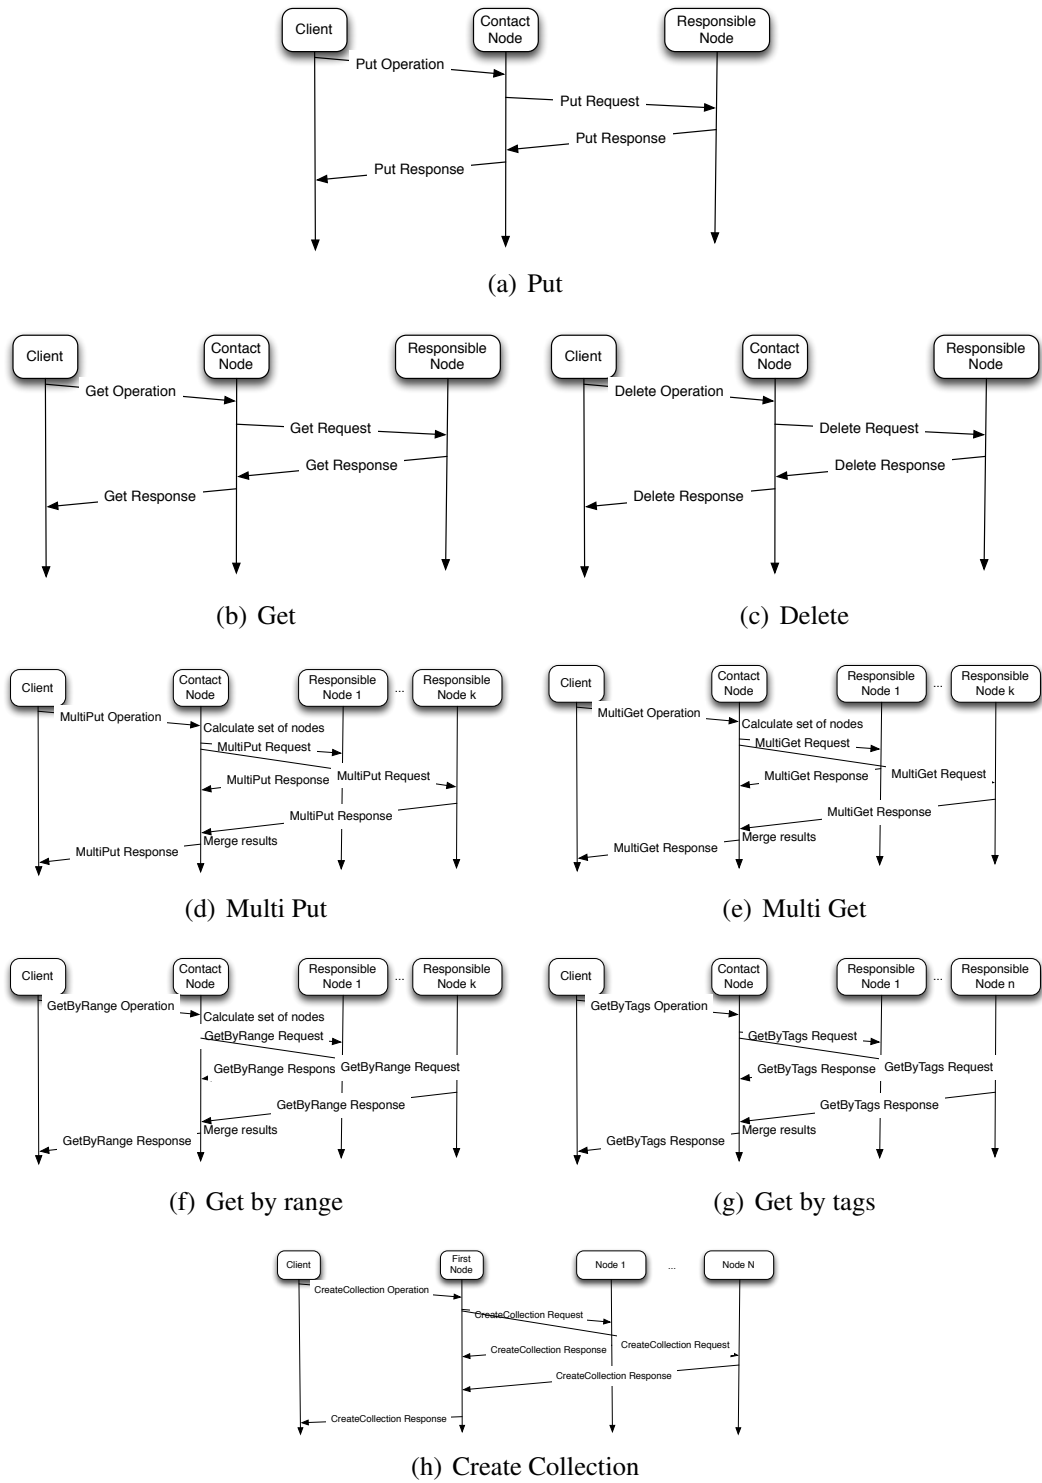 Client
Contact
Node
Responsible
Node
Put Operation
Put Request
Put Response
Put Response
(a) Put
Client
Contact
Node
Responsible
Node
Get Operation
Get Request
Get Response
Get Response
(b) Get
Client
Contact
Node
Responsible
Node
Delete Operation
Delete Request
Delete Response
Delete Response
(c) Delete
Client
Contact
Node
Responsible
Node 1
...
Responsible
Node k
MultiPut Operation
Calculate set of nodes
MultiPut Request
MultiPut Response
MultiPut Request
MultiPut Response
Merge results
MultiPut Response
(d) Multi Put
Client
Contact
Node
Responsible
Node 1
...
Responsible
Node k
MultiGet Operation
Calculate set of nodes
MultiGet Request
MultiGet Response
MultiGet Request
MultiGet Response
Merge results
MultiGet Response
(e) Multi Get
Client
Contact
Node
Responsible
Node 1
...
Responsible
Node k
GetByRange Operation
Calculate set of nodes
GetByRange Request
GetByRange Respons
GetByRange Request
GetByRange Response
Merge results
GetByRange Response
(f) Get by range
Client
Contact
Node
Responsible
Node 1
...
Responsible
Node n
GetByTags Operation
GetByTags Request
GetByTags Response
GetByTags Request
GetByTags Response
Merge results
GetByTags Response
(g) Get by tags
Client
First
Node
Node 1
...
Node N
CreateCollection Operation
CreateCollection Request
CreateCollection Response
CreateCollection Request
CreateCollection Response
CreateCollection Response
(h) Create Collection